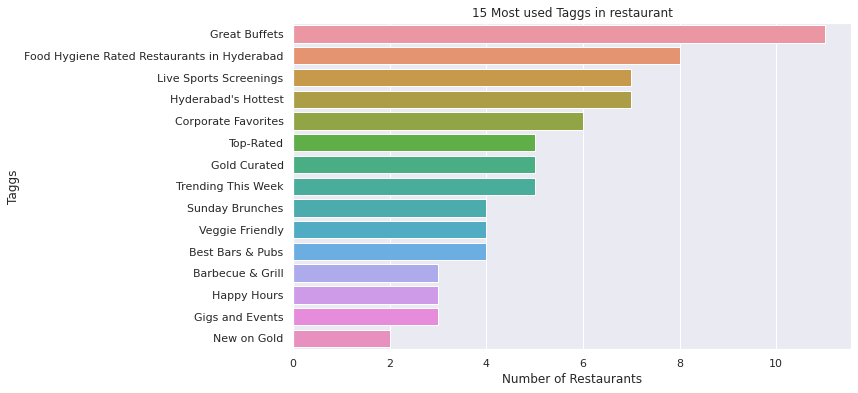 15 Most used Taggs in restaurant
Great Buffets
Food Hygiene Rated Restaurants in Hyderabad
Live Sports Screenings
Hyderabad's Hottest
Corporate Favorites
Top-Rated
Gold Curated
Trending This Week
Sunday Brunches
Veggie Friendly
Best Bars & Pubs
Barbecue & Grill
Happy Hours
Gigs and Events
New on Gold
Taggs
0 2 4 6 8 10
Number of Restaurants